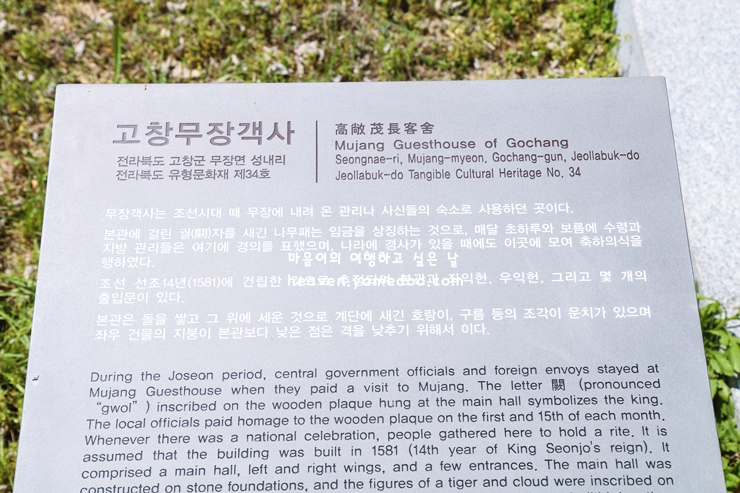 고창무장객사
전라북도 고창군 무장면 성내리
전라북도 유형문화재 제34호
高敞 茂長客舍
Mujang Guesthouse of Gochang
Seongnae-ri, Mujang-myeon, Gochang-gun, Jeollabuk-do
Jeollabuk-do Tangible Cultural Heritage No. 34
무장객사는 조선시대 때 무장에 내려 온 관리나 사신들의 숙소로 사용하던 곳이다.
본관에 걸린 궐(闕)자를 새긴 나무패는 임금을 상징하는 것으로, 매달 초하루와 보름에 수령과
지방 관리들은 여기에 경의를 표했으며, 나라에 경사가 있을 때에도 이곳에 모여 축하의식을
행하였다.
마음이의 여행하고 싶은 날
조선 선조14년(1581)에 건립한 좌익헌, 우익헌, 그리고 몇 개의
출입문이 있다.
본관은 돌을 쌓고 그 위에 세운 것으로 계단에 새긴 호랑이, 구름 등의 조각이 운치가 있으며
좌우 건물의 지붕이 본관보다 낮은 점은 격을 낮추기 위해서 이다.
During the Joseon period, central government officials and foreign envoys stayed at
Mujang Guesthouse when they paid a visit to Mujang. The letter 闕 (pronounced
“gwol”) inscribed on the wooden plaque hung at the main hall symbolizes the king.
The local officials paid homage to the wooden plaque on the first and 15th of each month.
Whenever there was a national celebration, people gathered here to hold a rite. It is
assumed that the building was built in 1581 (14th year of King Seonjo's reign). It
comprised a main hall, left and right wings, and a few entrances. The main hall was
constructed on stone foundations, and the figures of a tiger and cloud were inscribed on